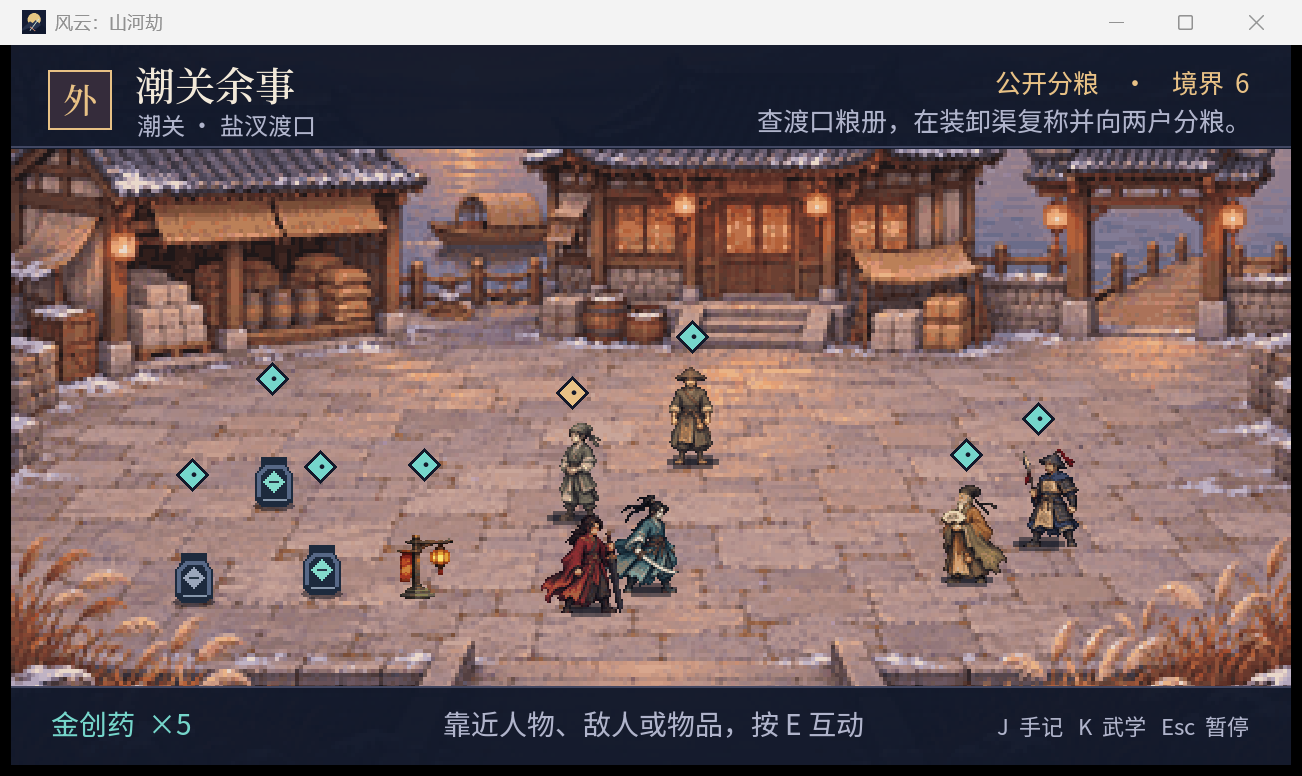 风云：山河劫
外
潮关余事
潮关 · 盐汊渡口
公开分粮 · 境界 6
查渡口粮册，在装卸渠复称并向两户分粮。
金创药 ×5
靠近人物、敌人或物品，按 E 互动
J 手记 K 武学 Esc 暂停